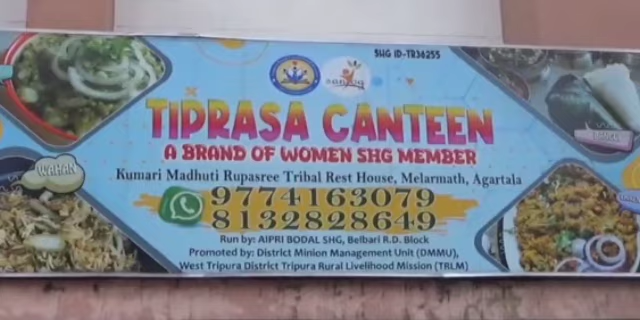 SHG ID-TR36255
TIPRASA CANTEEN
A BRAND OF WOMEN SHG MEMBER
Kumari Madhuti Rupasree Tribal Rest House, Melarmath, Agartala
9774163079
8132828649
Run by: AIPRI BODAL SHG, Belbari R.D. Block
Promoted by: District Minion Management Unit (DMMU),
West Tripura District Tripura Rural Livelihood Mission (TRLM)
WAHAN